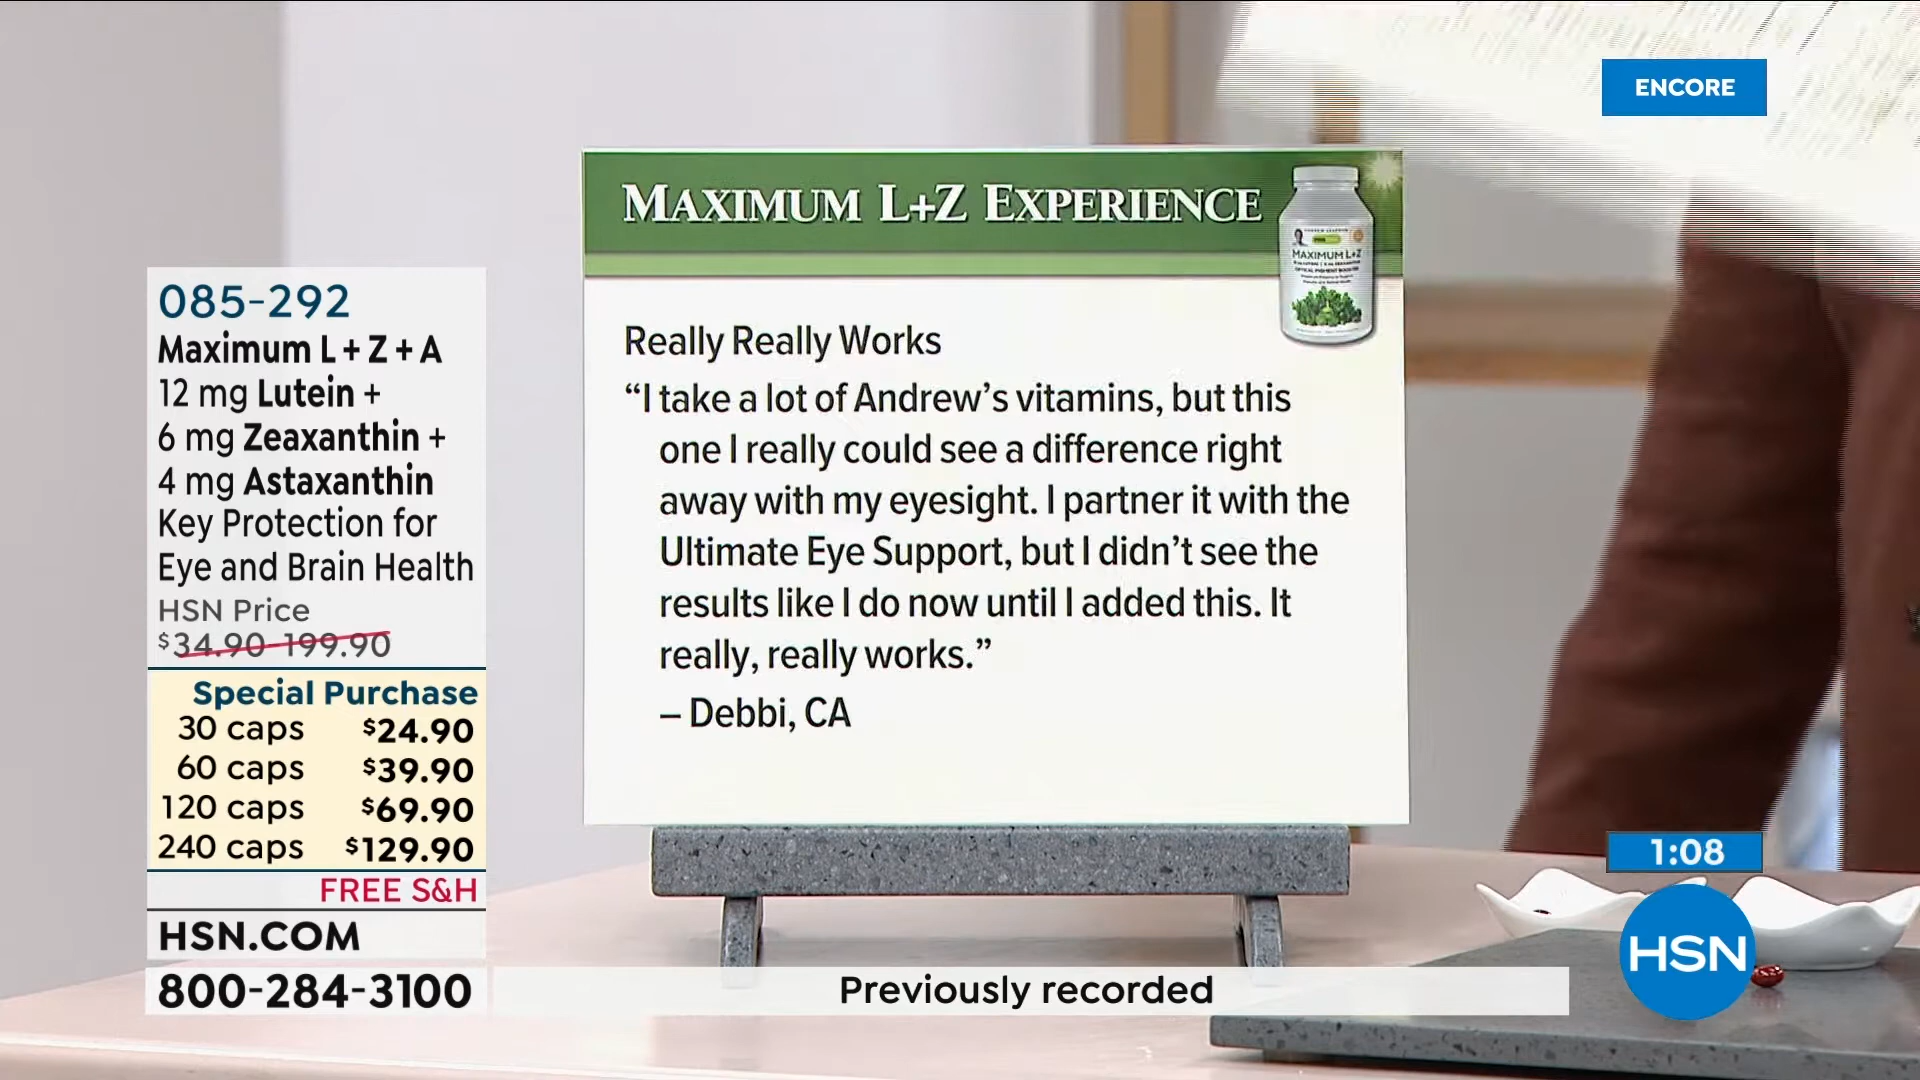 ENCORE
MAXIMUM L+Z EXPERIENCE
MAXIMUM L+Z
Really Really Works
“I take a lot of Andrew’s vitamins, but this
one I really could see a difference right
away with my eyesight. I partner it with the
Ultimate Eye Support, but I didn’t see the
results like I do now until I added this. It
really, really works.”
– Debbi, CA
085-292
Maximum L + Z + A
12 mg Lutein +
6 mg Zeaxanthin +
4 mg Astaxanthin
Key Protection for
Eye and Brain Health
HSN Price
$34.90-199.90
Special Purchase
30 caps $24.90
60 caps $39.90
120 caps $69.90
240 caps $129.90
FREE S&H
HSN.COM
800-284-3100
Previously recorded
1:08
HSN